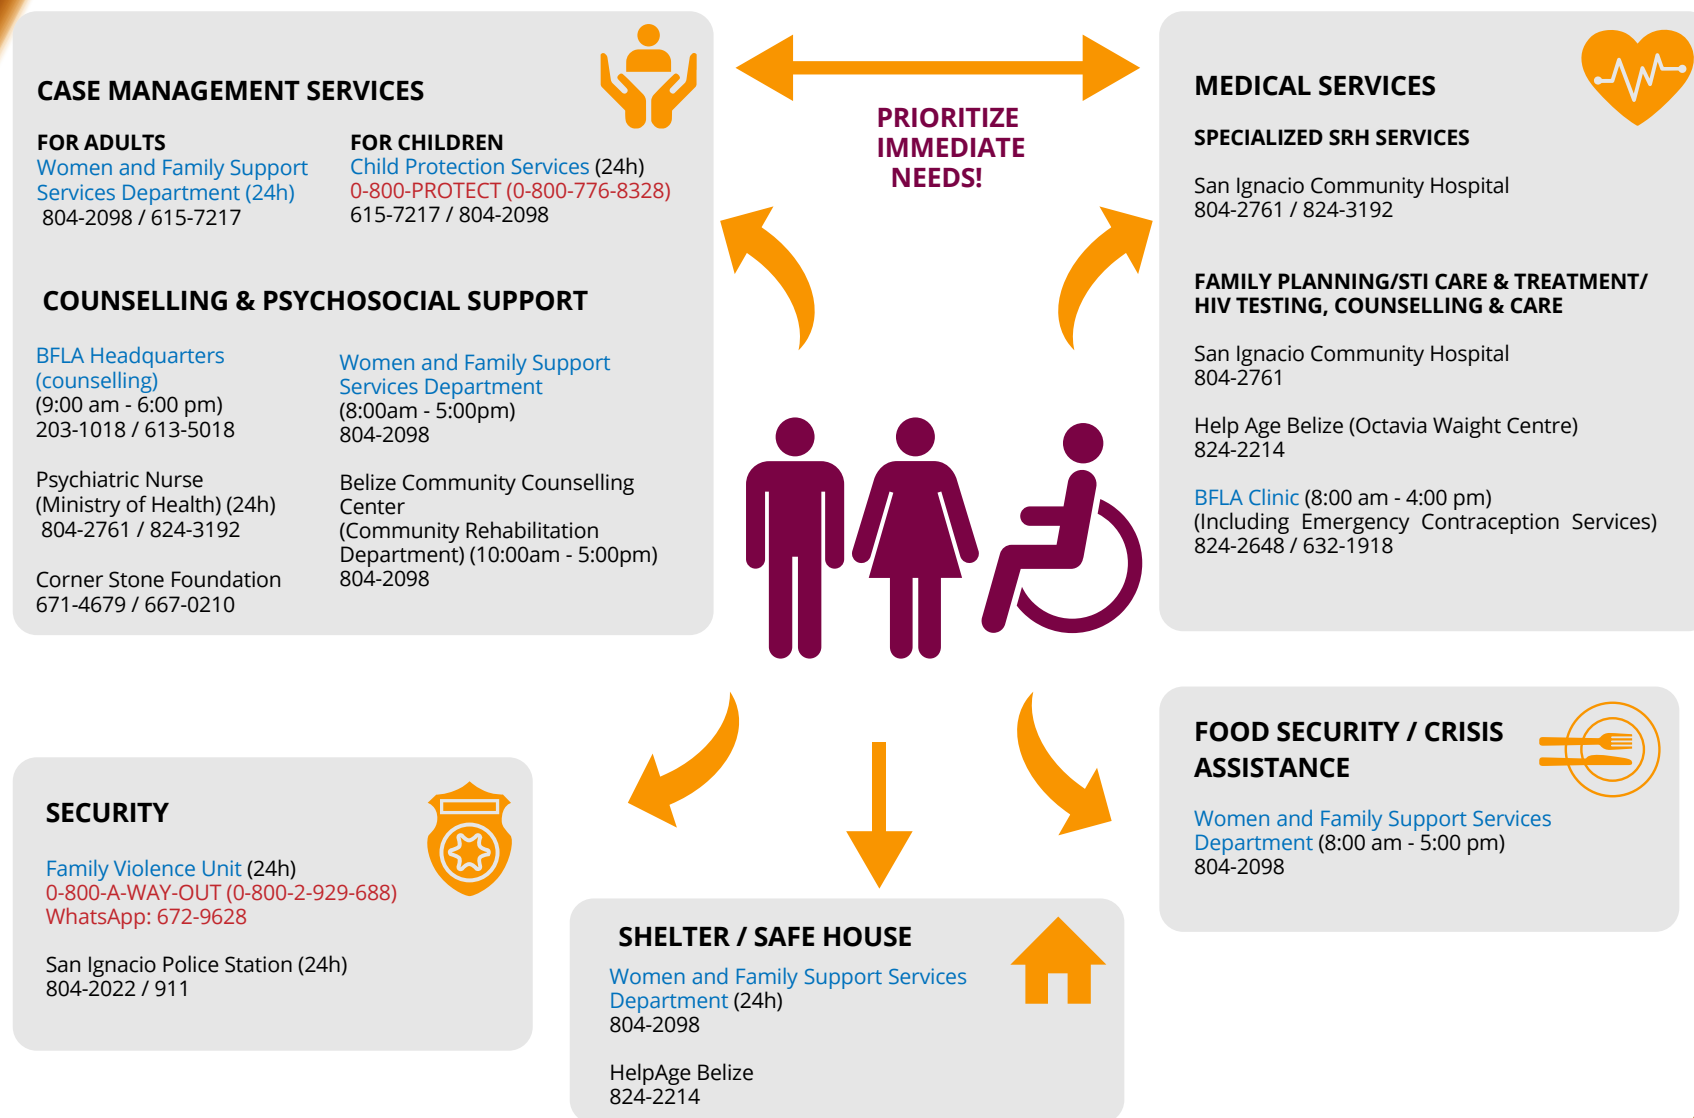 CASE MANAGEMENT SERVICES
FOR ADULTS
Women and Family Support
Services Department (24h)
804-2098 / 615-7217
FOR CHILDREN
Child Protection Services (24h)
0-800-PROTECT (0-800-776-8328)
615-7217 / 804-2098
COUNSELLING & PSYCHOSOCIAL SUPPORT
BFLA Headquarters
(counselling)
(9:00 am - 6:00 pm)
203-1018 / 613-5018
Psychiatric Nurse
(Ministry of Health) (24h)
804-2761 / 824-3192
Corner Stone Foundation
671-4679 / 667-0210
Women and Family Support
Services Department
(8:00am - 5:00pm)
804-2098
Belize Community Counselling
Center
(Community Rehabilitation
Department) (10:00am - 5:00pm)
804-2098
PRIORITIZE
IMMEDIATE
NEEDS!
MEDICAL SERVICES
SPECIALIZED SRH SERVICES
San Ignacio Community Hospital
804-2761 / 824-3192
FAMILY PLANNING/STI CARE & TREATMENT/
HIV TESTING, COUNSELLING & CARE
San Ignacio Community Hospital
804-2761
Help Age Belize (Octavia Waight Centre)
824-2214
BFLA Clinic (8:00 am - 4:00 pm)
(Including Emergency Contraception Services)
824-2648 / 632-1918
SECURITY
Family Violence Unit (24h)
0-800-A-WAY-OUT (0-800-2-929-688)
WhatsApp: 672-9628
San Ignacio Police Station (24h)
804-2022 / 911
SHELTER / SAFE HOUSE
Women and Family Support Services
Department (24h)
804-2098
HelpAge Belize
824-2214
FOOD SECURITY / CRISIS
ASSISTANCE
Women and Family Support Services
Department (8:00 am - 5:00 pm)
804-2098